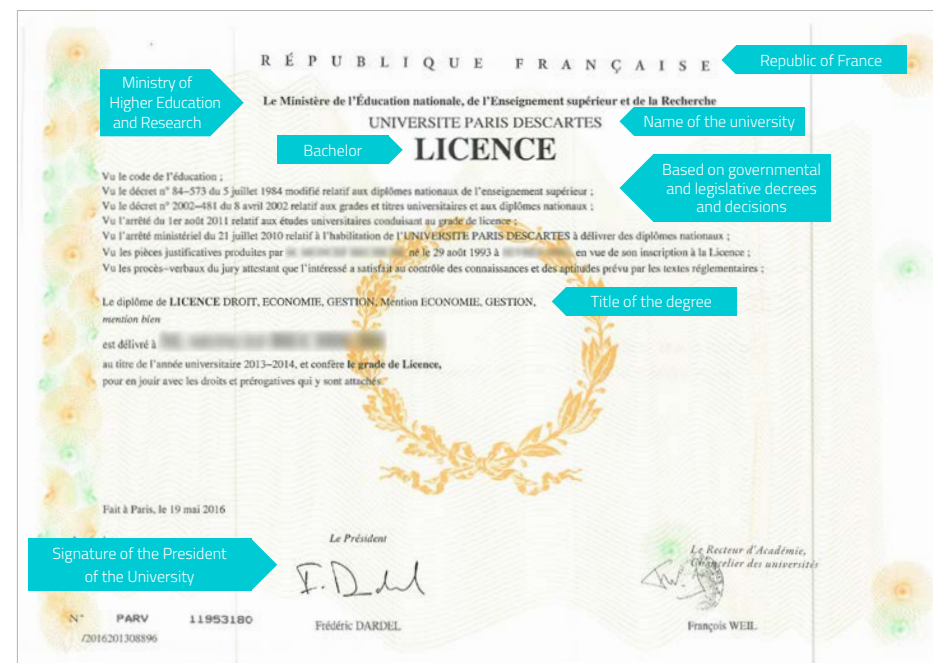 RÉPUBLIQUE FRANÇAISE
Republic of France
Ministry of
Higher Education
and Research
Le Ministère de l'Éducation nationale, de l'Enseignement supérieur et de la Recherche
UNIVERSITE PARIS DESCARTES
Name of the university
Bachelor
LICENCE
Based on governmental
and legislative decrees
and decisions
Vu le code de l'éducation ;
Vu le décret n° 84–573 du 5 juillet 1984 modifié relatif aux diplômes nationaux de l'enseignement supérieur ;
Vu le décret n° 2002–481 du 8 avril 2002 relatif aux grades et titres universitaires et aux diplômes nationaux ;
Vu l'arrêté du 1er août 2011 relatif aux études universitaires conduisant au grade de licence ;
Vu l'arrêté ministériel du 21 juillet 2010 relatif à l'habilitation de l'UNIVERSITE PARIS DESCARTES à délivrer des diplômes nationaux ;
Vu les pièces justificatives produites par né le 29 août 1993 à en vue de son inscription à la Licence ;
Vu les procès–verbaux du jury attestant que l'intéressé a satisfait au contrôle des connaissances et des aptitudes prévu par les textes réglementaires ;
Le diplôme de LICENCE DROIT, ECONOMIE, GESTION, Mention ECONOMIE, GESTION,
Title of the degree
mention bien
est délivré à
au titre de l'année universitaire 2013–2014, et confère le grade de Licence,
pour en jouir avec les droits et prérogatives qui y sont attachés.
Fait à Paris, le 19 mai 2016
Signature of the President
of the University
Le Président
Le Recteur d'Académie,
Chancelier des universités
F. Dardel
N° PARV 11953180
/2016201308896
Frédéric DARDEL
François WEIL